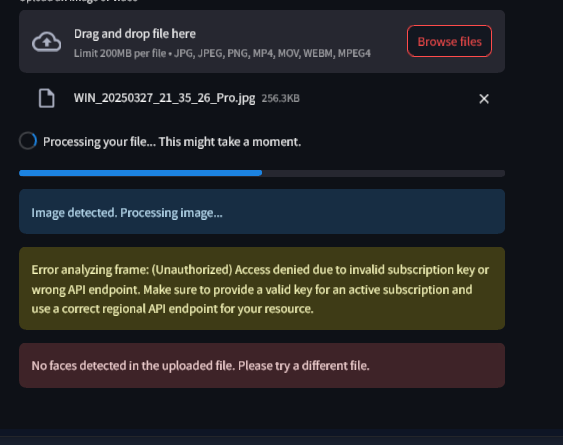 Drag and drop file here
Limit 200MB per file • JPG, JPEG, PNG, MP4, MOV, WEBM, MPEG4
Browse files
WIN_20250327_21_35_26_Pro.jpg 256.3KB
Processing your file... This might take a moment.
Image detected. Processing image...
Error analyzing frame: (Unauthorized) Access denied due to invalid subscription key or
wrong API endpoint. Make sure to provide a valid key for an active subscription and
use a correct regional API endpoint for your resource.
No faces detected in the uploaded file. Please try a different file.